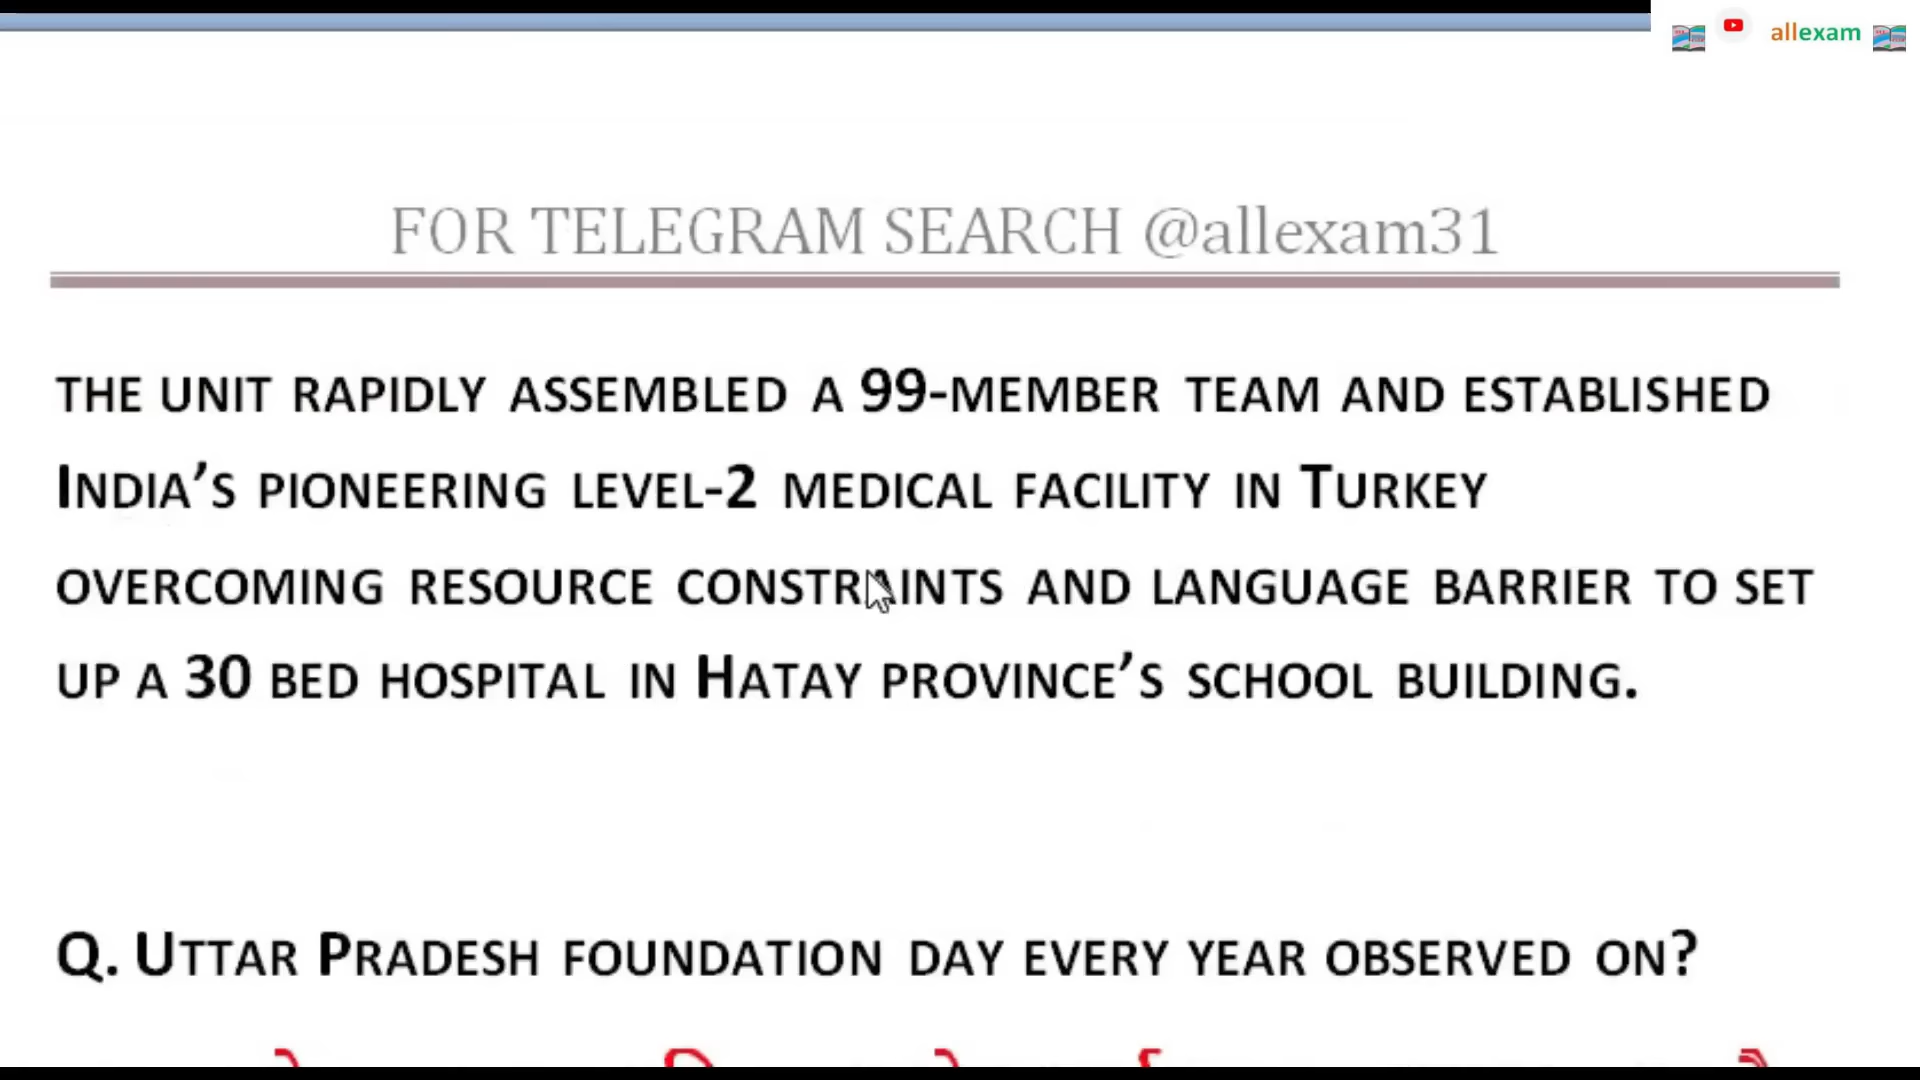 allexam
FOR TELEGRAM SEARCH @allexam31
THE UNIT RAPIDLY ASSEMBLED A 99-MEMBER TEAM AND ESTABLISHED
INDIA’S PIONEERING LEVEL-2 MEDICAL FACILITY IN TURKEY
OVERCOMING RESOURCE CONSTRAINTS AND LANGUAGE BARRIER TO SET
UP A 30 BED HOSPITAL IN HATAY PROVINCE’S SCHOOL BUILDING.
Q. UTTAR PRADESH FOUNDATION DAY EVERY YEAR OBSERVED ON?